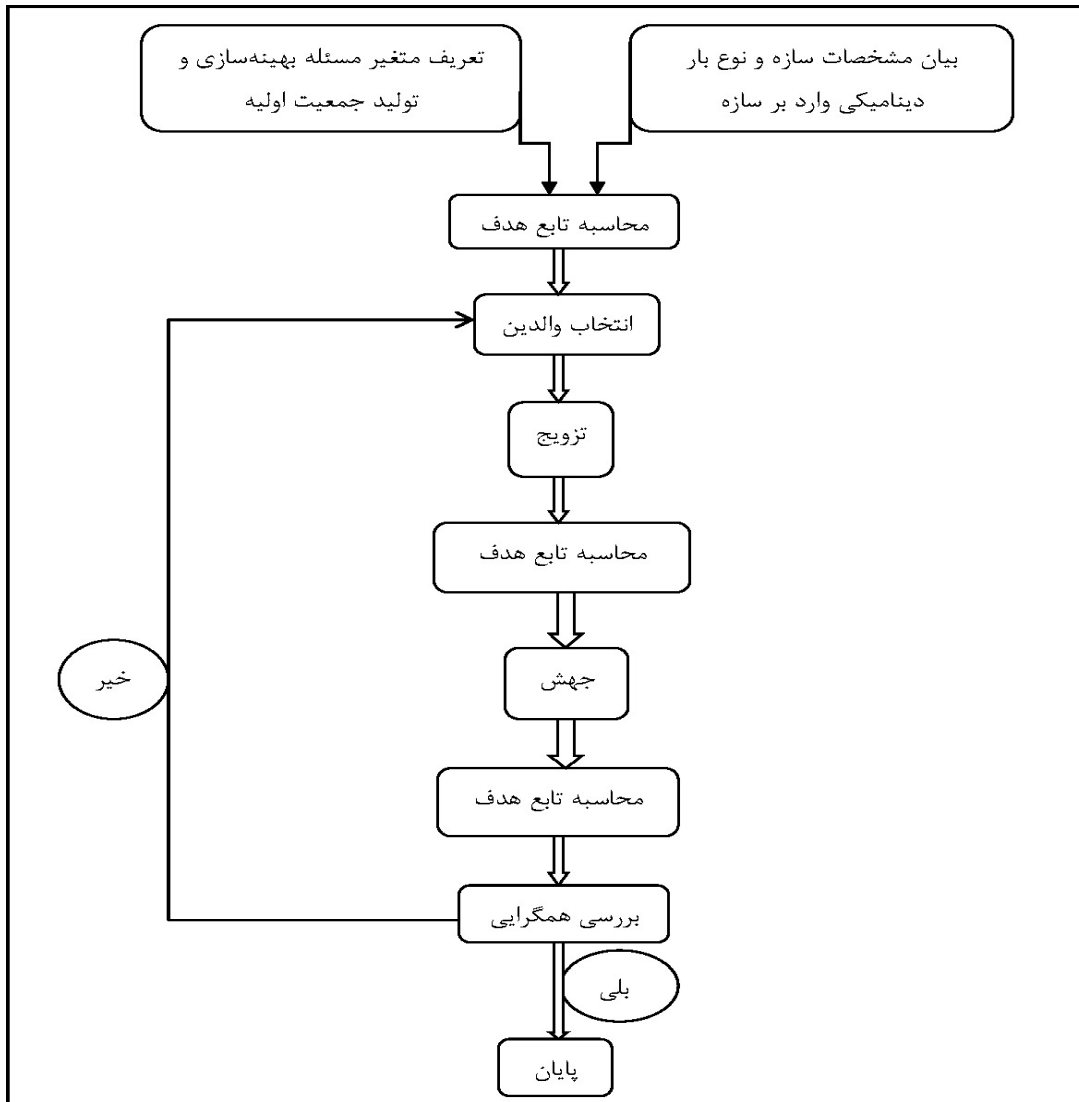 بیان مشخصات سازه و نوع بار
دینامیکی وارد بر سازه
تعریف متغیر مسئله بهینه‌سازی و
تولید جمعیت اولیه
محاسبه تابع هدف
انتخاب والدین
تزویج
محاسبه تابع هدف
جهش
خیر
محاسبه تابع هدف
بررسی همگرایی
بلی
پایان